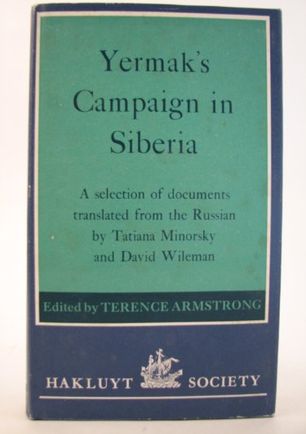 Yermak's
Campaign in
Siberia
A selection of documents
translated from the Russian
by Tatiana Minorsky
and David Wileman
Edited by TERENCE ARMSTRONG
HAKLUYT SOCIETY